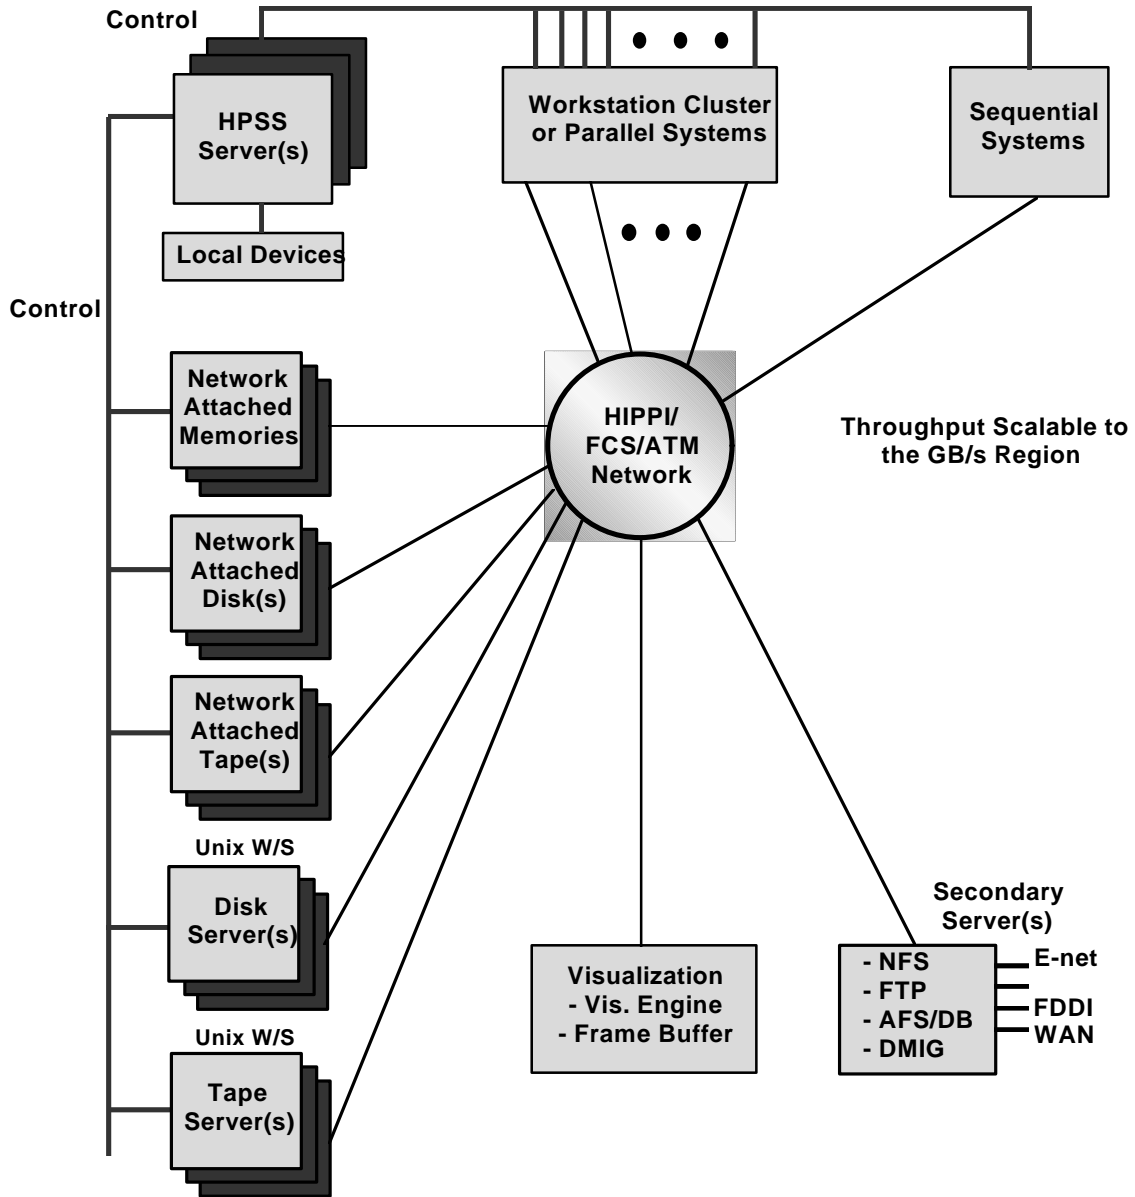 Control
HPSS
Server(s)
Workstation Cluster
or Parallel Systems
Sequential
Systems
Local Devices
Control
Network
Attached
Memories
HIPPI/
FCS/ATM
Network
Throughput Scalable to
the GB/s Region
Network
Attached
Disk(s)
Network
Attached
Tape(s)
Unix W/S
Disk
Server(s)
Unix W/S
Tape
Server(s)
Visualization
- Vis. Engine
- Frame Buffer
Secondary
Server(s)
- NFS
- FTP
- AFS/DB
- DMIG
E-net
FDDI
WAN